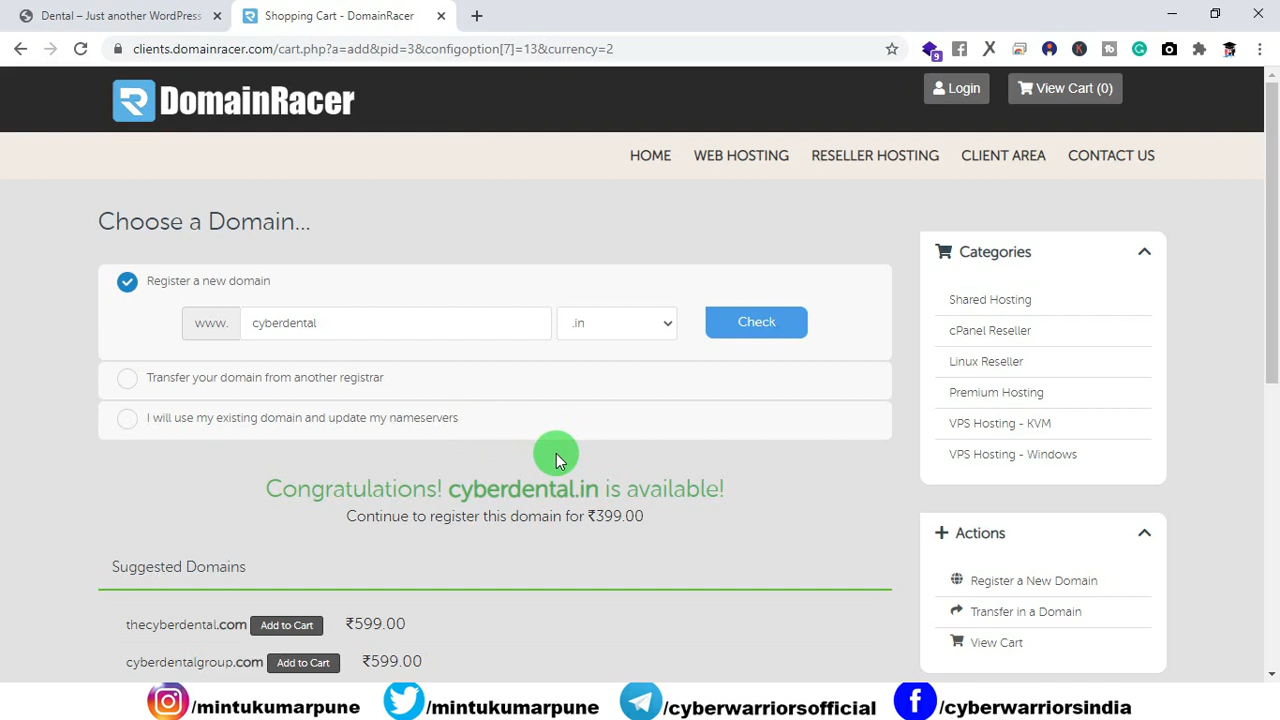 Dental – Just another WordPress
Shopping Cart - DomainRacer
clients.domainracer.com/cart.php?a=add&pid=3&configoption[7]=13&currency=2
9
DomainRacer
Login
View Cart (0)
HOME WEB HOSTING RESELLER HOSTING CLIENT AREA CONTACT US
Choose a Domain...
Register a new domain
www. cyberdental .in Check
Transfer your domain from another registrar
I will use my existing domain and update my nameservers
Congratulations! cyberdental.in is available!
Continue to register this domain for ₹399.00
Suggested Domains
thecyberdental.com Add to Cart ₹599.00
cyberdentalgroup.com Add to Cart ₹599.00
Categories
Shared Hosting
cPanel Reseller
Linux Reseller
Premium Hosting
VPS Hosting - KVM
VPS Hosting - Windows
Actions
Register a New Domain
Transfer in a Domain
View Cart
/mintukumarpune /mintukumarpune /cyberwarriorsofficial /cyberwarriorsindia